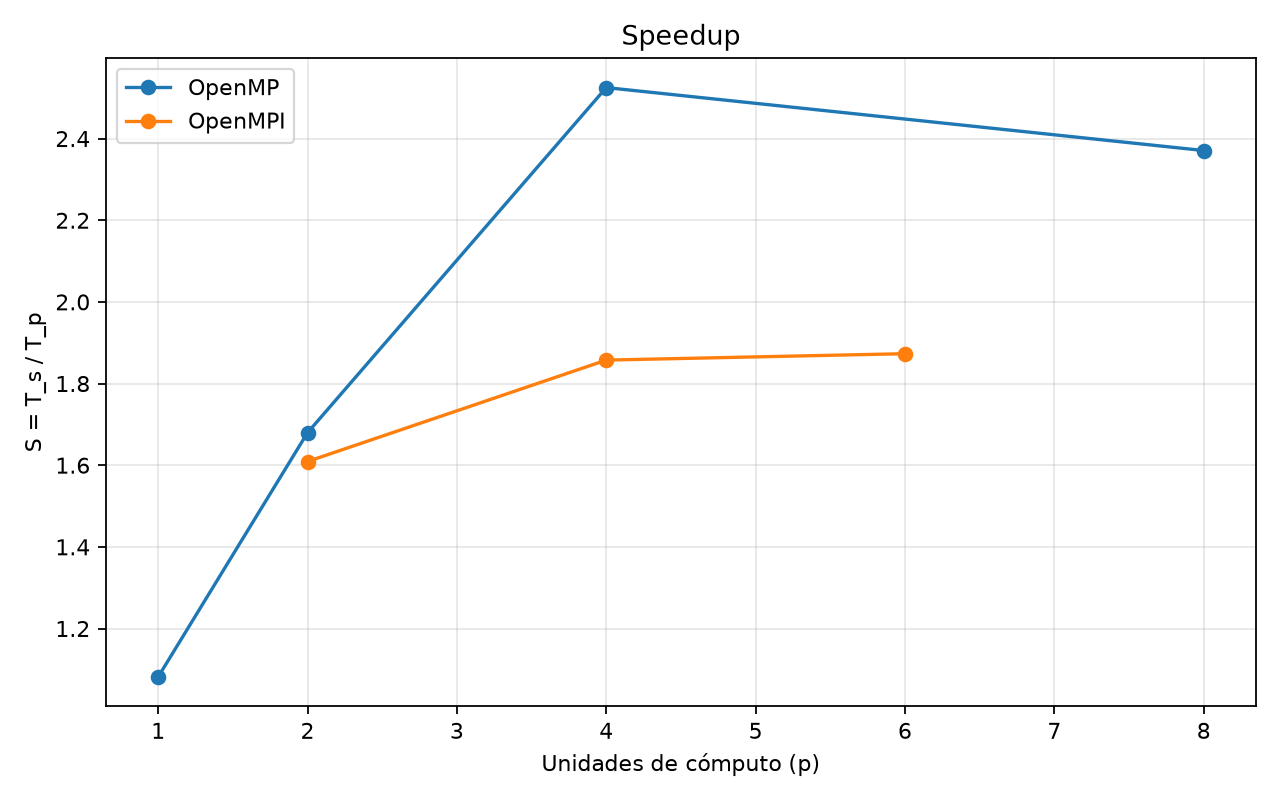 Speedup
OpenMP
OpenMPI
S = T_s / T_p
2.4
2.2
2.0
1.8
1.6
1.4
1.2
1 2 3 4 5 6 7 8
Unidades de cómputo (p)